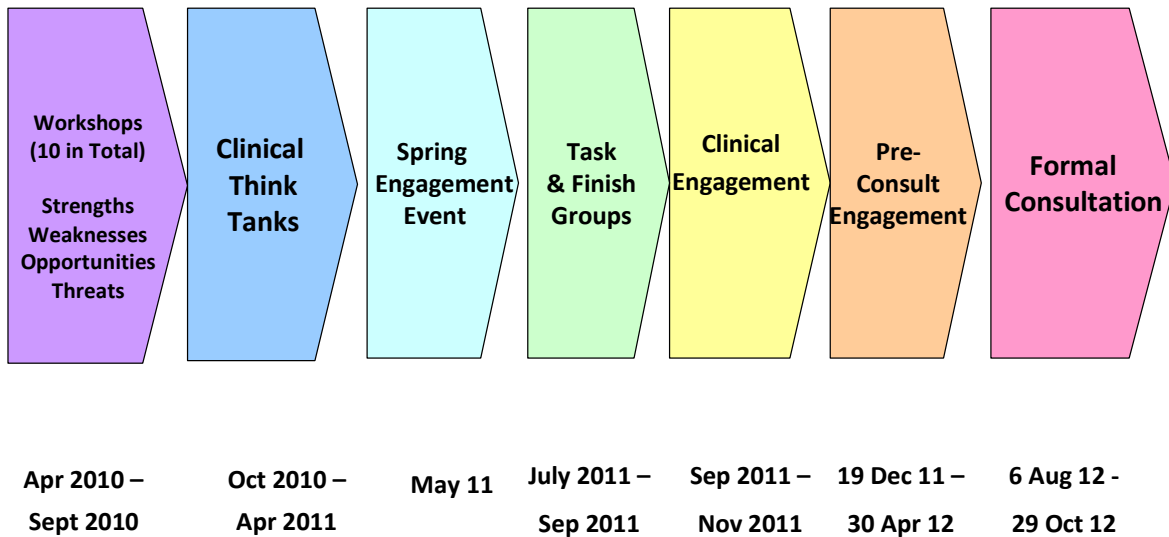 Workshops
(10 in Total)
Strengths
Weaknesses
Opportunities
Threats
Clinical
Think
Tanks
Spring
Engagement
Event
Task
& Finish
Groups
Clinical
Engagement
Pre-
Consult
Engagement
Formal
Consultation
Apr 2010 –
Sept 2010
Oct 2010 –
Apr 2011
May 11
July 2011 –
Sep 2011
Sep 2011 –
Nov 2011
19 Dec 11 –
30 Apr 12
6 Aug 12 -
29 Oct 12